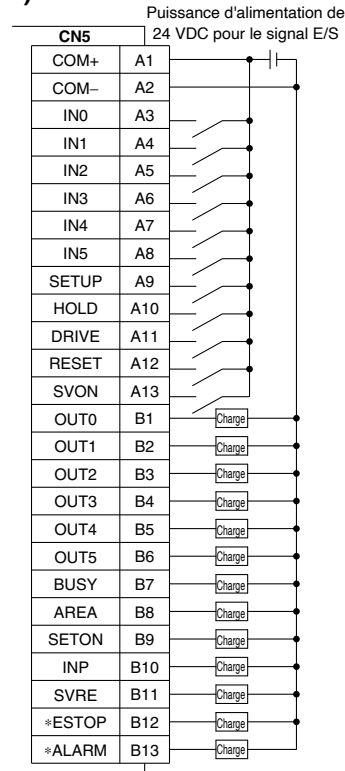 Puissance d'alimentation de
24 VDC pour le signal E/S
CN5
COM+ A1
COM– A2
IN0 A3
IN1 A4
IN2 A5
IN3 A6
IN4 A7
IN5 A8
SETUP A9
HOLD A10
DRIVE A11
RESET A12
SVON A13
OUT0 B1 Charge
OUT1 B2 Charge
OUT2 B3 Charge
OUT3 B4 Charge
OUT4 B5 Charge
OUT5 B6 Charge
BUSY B7 Charge
AREA B8 Charge
SETON B9 Charge
INP B10 Charge
SVRE B11 Charge
∗ESTOP B12 Charge
∗ALARM B13 Charge